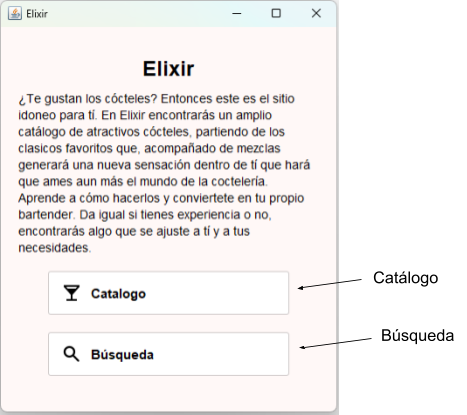 Elixir
Elixir
¿Te gustan los cócteles? Entonces este es el sitio
idoneo para tí. En Elixir encontrarás un amplio
catálogo de atractivos cócteles, partiendo de los
clasicos favoritos que, acompañado de mezclas
generará una nueva sensación dentro de tí que hará
que ames aun más el mundo de la coctelería.
Aprende a cómo hacerlos y conviertete en tu propio
bartender. Da igual si tienes experiencia o no,
encontrarás algo que se ajuste a tí y a tus
necesidades.
Catalogo
Catálogo
Búsqueda
Búsqueda